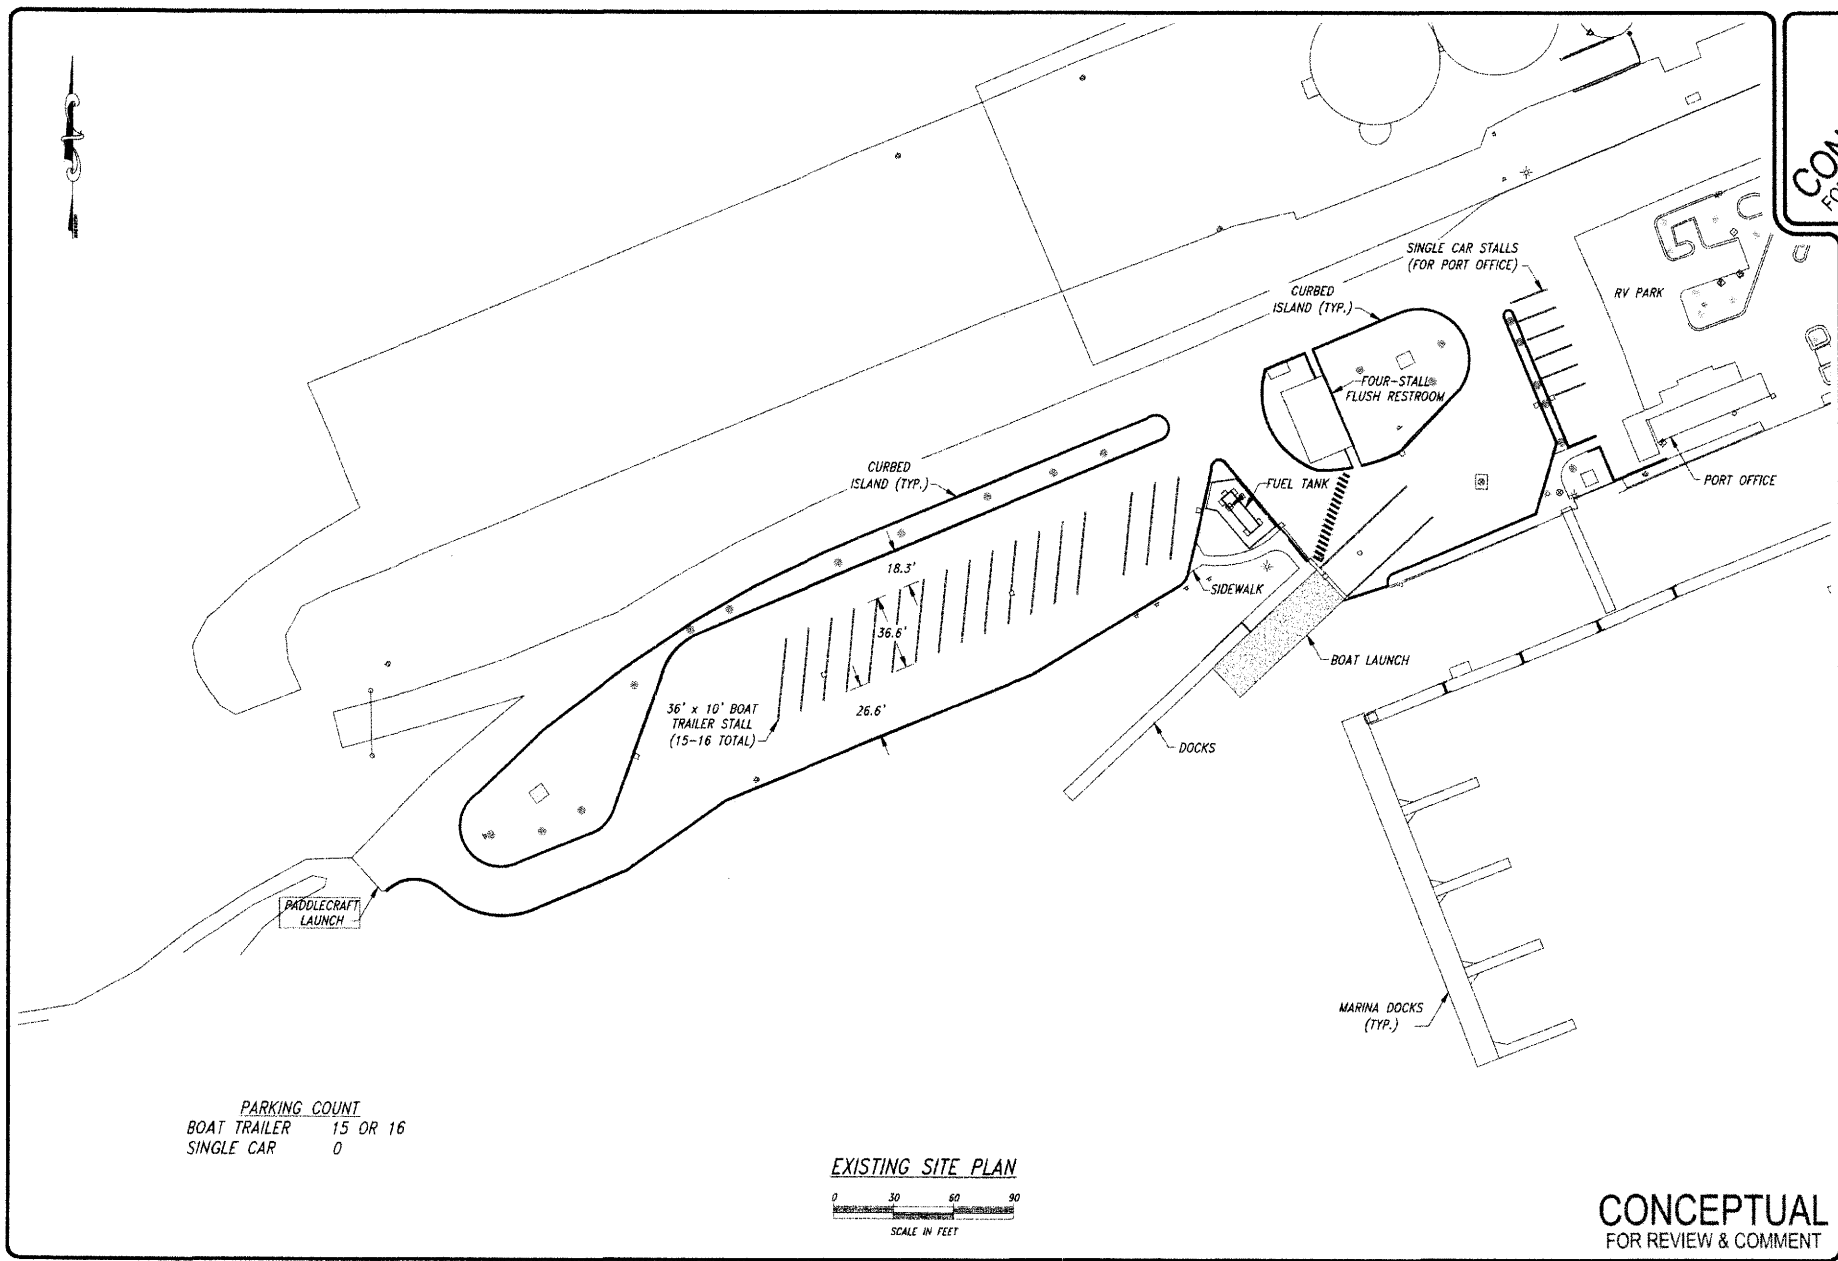 SINGLE CAR STALLS
(FOR PORT OFFICE)
CURBED
ISLAND (TYP.)
RV PARK
FOUR-STALL
FLUSH RESTROOM
CURBED
ISLAND (TYP.)
FUEL TANK
PORT OFFICE
18.3'
SIDEWALK
36.6'
BOAT LAUNCH
36' x 10' BOAT
TRAILER STALL
(15-16 TOTAL)
26.6'
DOCKS
PADDLECRAFT
LAUNCH
MARINA DOCKS
(TYP.)
PARKING COUNT
BOAT TRAILER 15 OR 16
SINGLE CAR 0
EXISTING SITE PLAN
0 30 60 90
SCALE IN FEET
CONCEPTUAL
FOR REVIEW & COMMENT